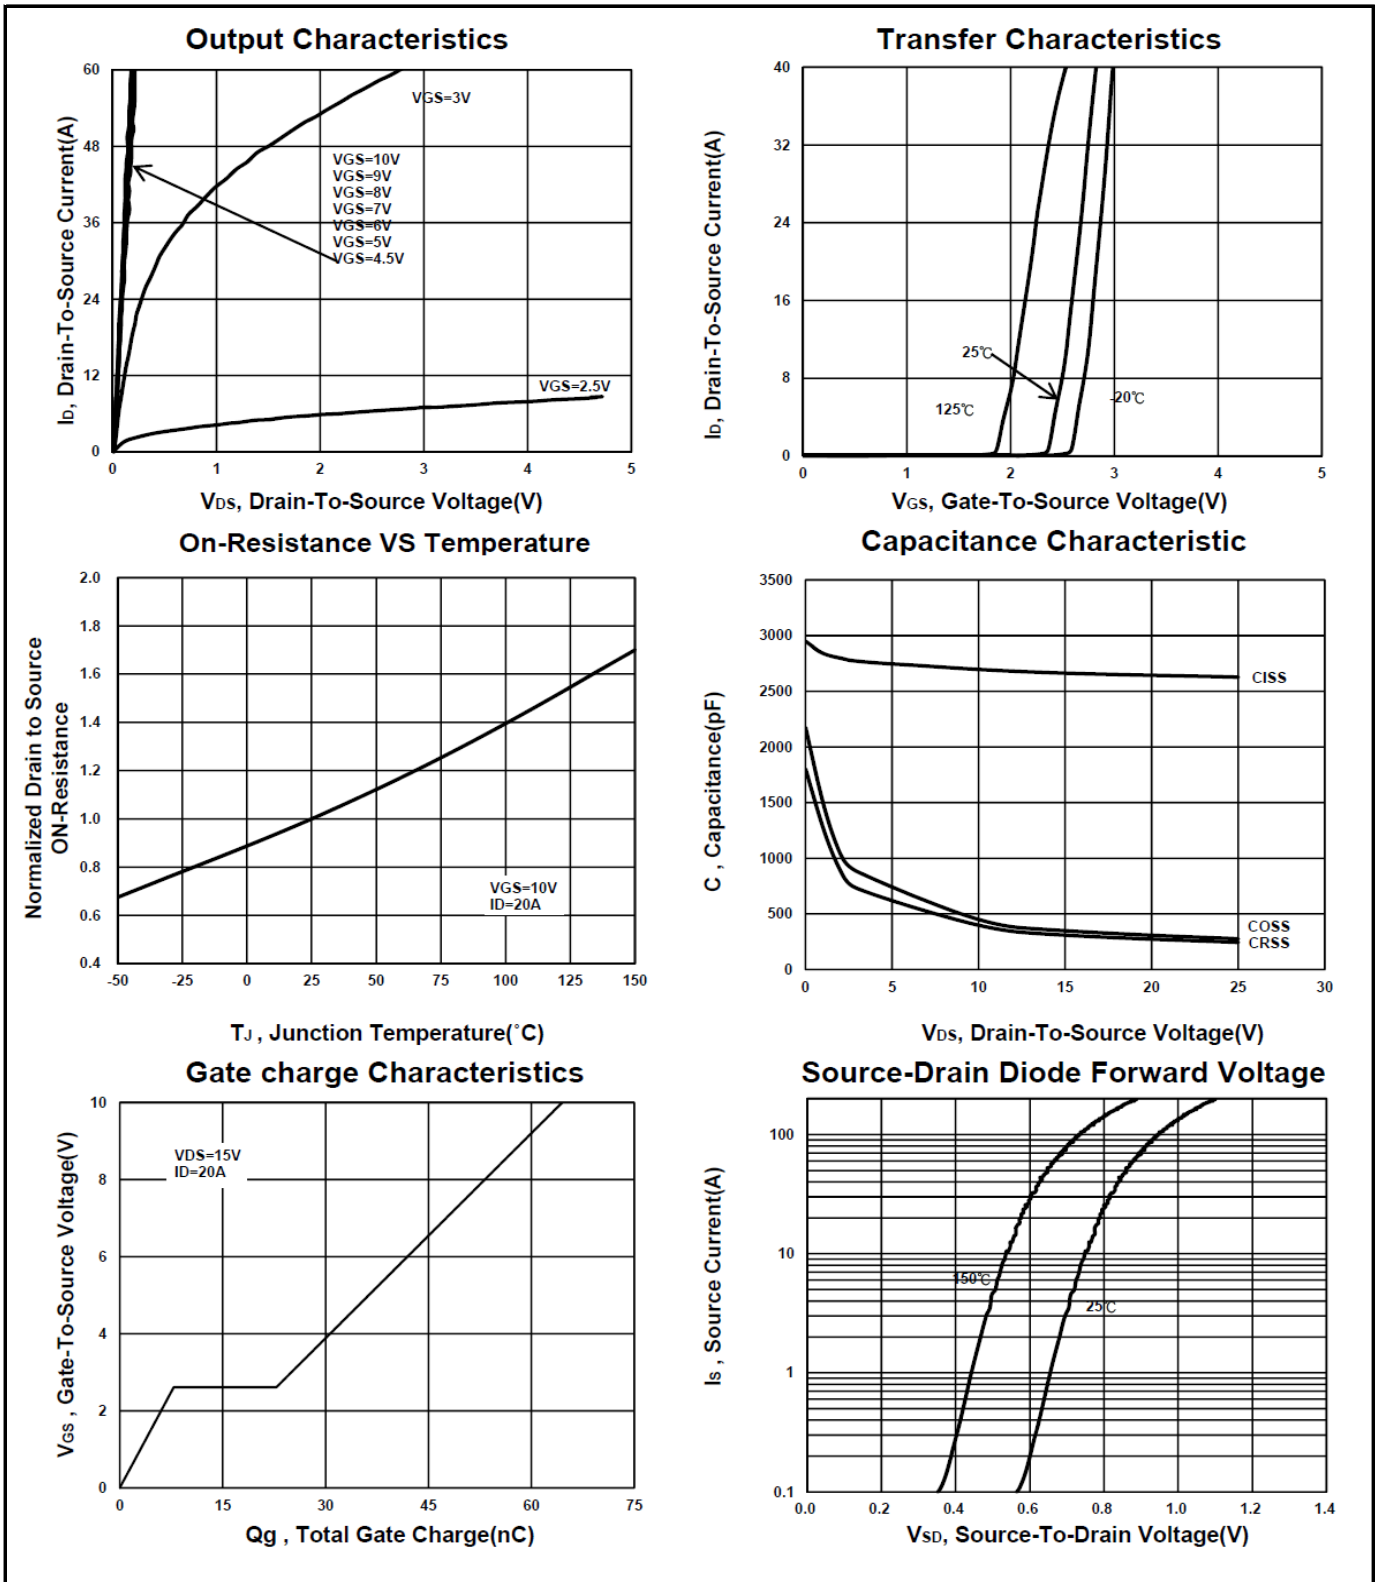 Output Characteristics
ID, Drain-To-Source Current(A)
60
48
36
24
12
0
VGS=3V
VGS=10V
VGS=9V
VGS=8V
VGS=7V
VGS=6V
VGS=5V
VGS=4.5V
VGS=2.5V
0 1 2 3 4 5
VDS, Drain-To-Source Voltage(V)
Transfer Characteristics
ID, Drain-To-Source Current(A)
40
32
24
16
8
0
25℃
125℃
-20℃
0 1 2 3 4 5
VGS, Gate-To-Source Voltage(V)
On-Resistance VS Temperature
Normalized Drain to Source
ON-Resistance
2.0
1.8
1.6
1.4
1.2
1.0
0.8
0.6
0.4
VGS=10V
ID=20A
-50 -25 0 25 50 75 100 125 150
TJ , Junction Temperature(˚C)
Capacitance Characteristic
C , Capacitance(pF)
3500
3000
2500
2000
1500
1000
500
0
CISS
COSS
CRSS
0 5 10 15 20 25 30
VDS, Drain-To-Source Voltage(V)
Gate charge Characteristics
VGS , Gate-To-Source Voltage(V)
10
8
6
4
2
0
VDS=15V
ID=20A
0 15 30 45 60 75
Qg , Total Gate Charge(nC)
Source-Drain Diode Forward Voltage
IS , Source Current(A)
100
10
1
0.1
150℃
25℃
0.0 0.2 0.4 0.6 0.8 1.0 1.2 1.4
VSD, Source-To-Drain Voltage(V)